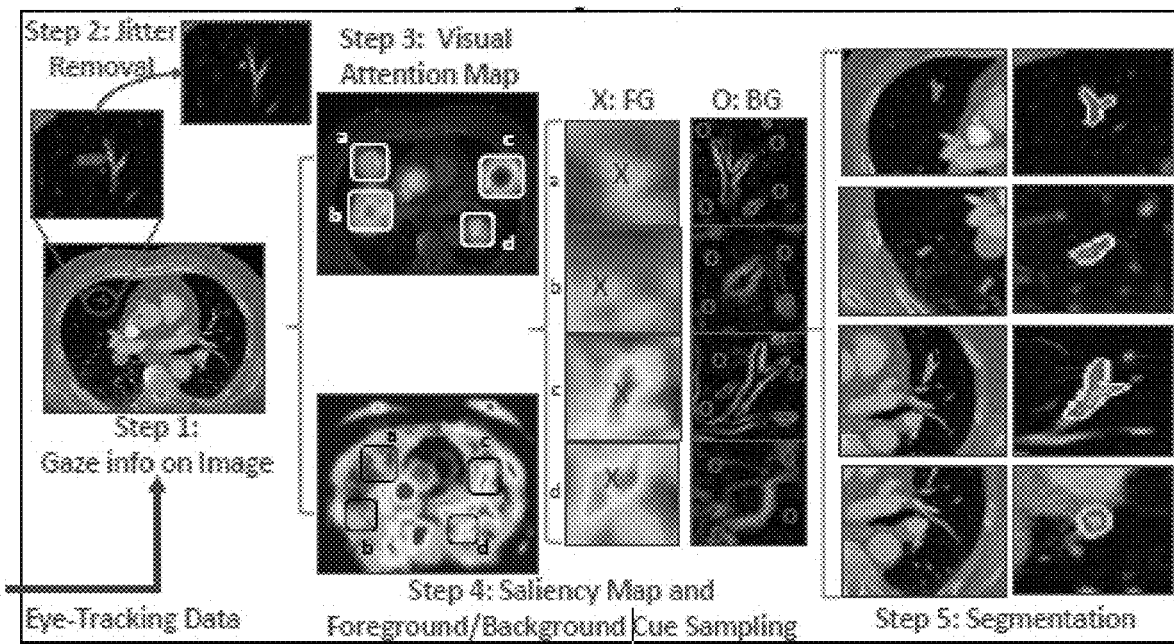 Step 2: Jitter
Removal
Step 3: Visual
Attention Map
X: FG
O: BG
a
c
b
d
a
b
c
d
X
X
X
X
a
c
b
d
Step 1:
Gaze info on Image
Eye-Tracking Data
Step 4: Saliency Map and
Foreground/Background Cue Sampling
Step 5: Segmentation